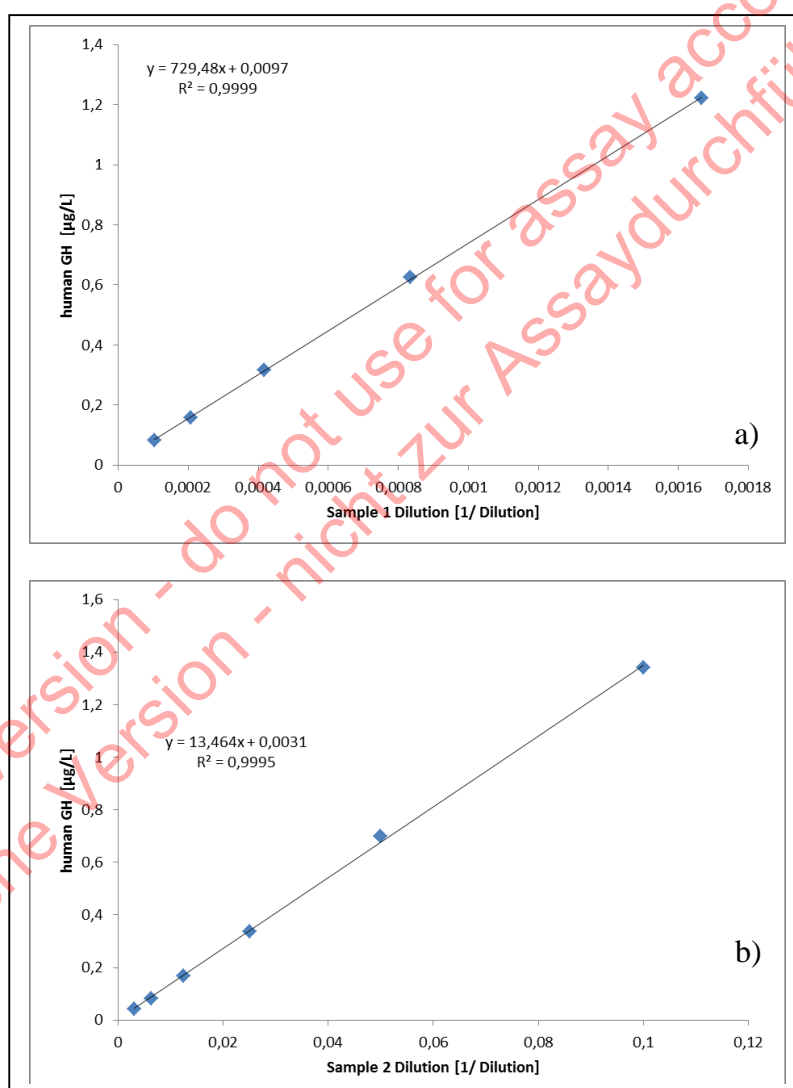 1,4
y = 729,48x + 0,0097
R² = 0,9999
1,2
1
0,8
human GH [µg/L]
0,6
0,4
0,2
0
a)
0 0,0002 0,0004 0,0006 0,0008 0,001 0,0012 0,0014 0,0016 0,0018
Sample 1 Dilution [1/ Dilution]
1,6
1,4
1,2
y = 13,464x + 0,0031
R² = 0,9995
1
human GH [µg/L]
0,8
0,6
0,4
0,2
0
b)
0 0,02 0,04 0,06 0,08 0,1 0,12
Sample 2 Dilution [1/ Dilution]
ersion - do not use for assay
Version - nicht zur